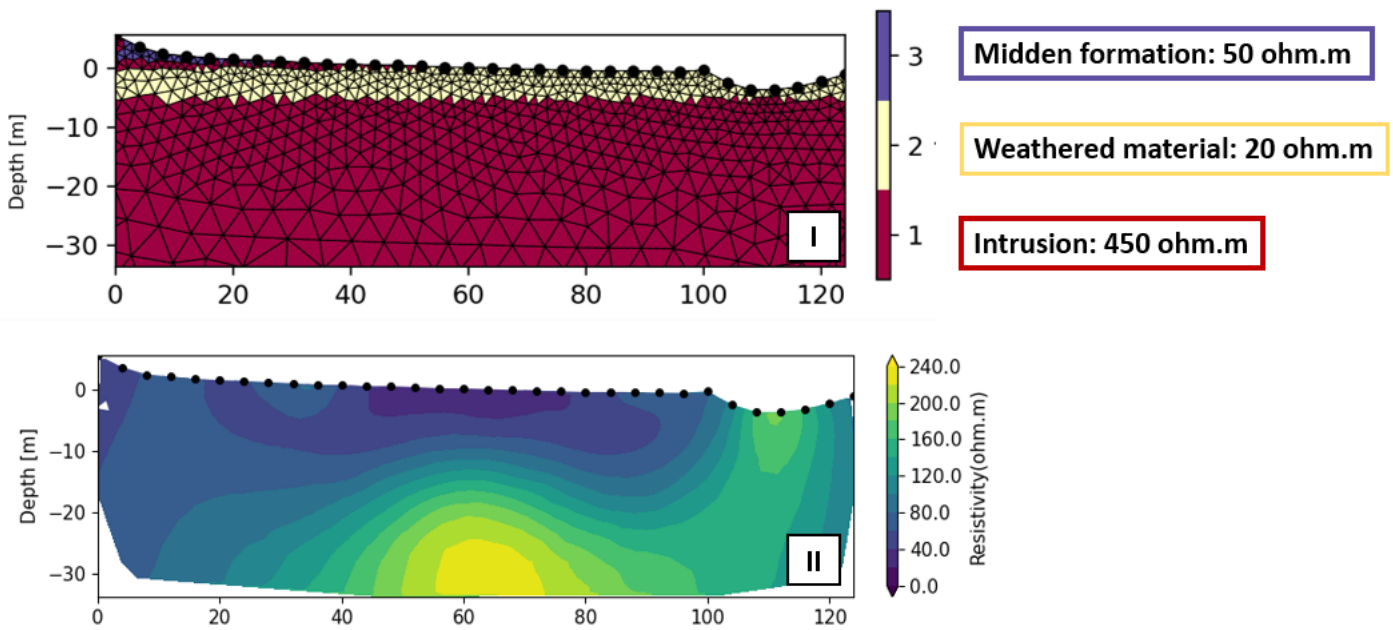 0
−10
−20
−30
Depth [m]
0 20 40 60 80 100 120
3
2
1
I
Midden formation: 50 ohm.m
Weathered material: 20 ohm.m
Intrusion: 450 ohm.m
0
−10
−20
−30
Depth [m]
0 20 40 60 80 100 120
II
240.0
200.0
160.0
120.0
80.0
40.0
0.0
Resistivity(ohm.m)